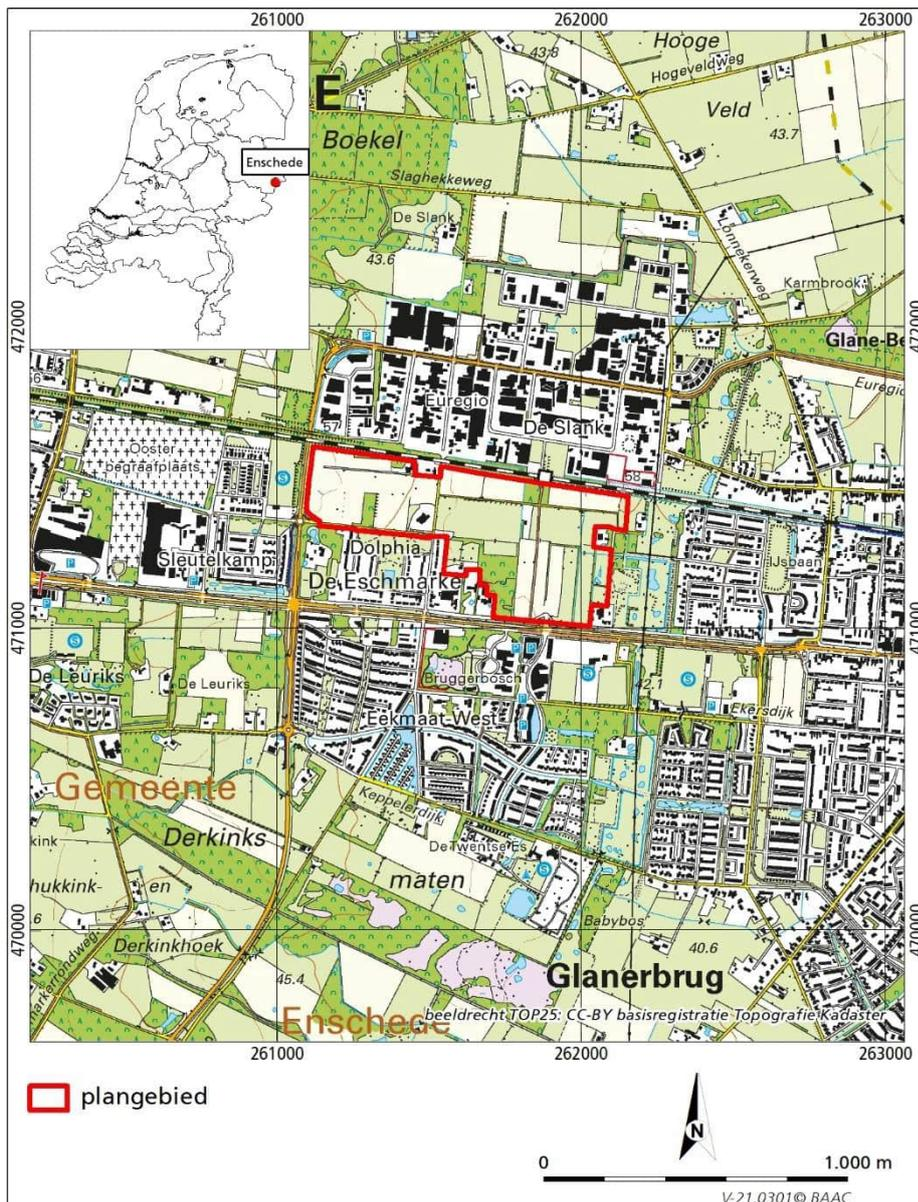 261000
262000
263000
Enschede
E
Hooge
Hogeveldweg
43.8
Boekel
Veld
43.7
Slaghekkeweg
De Slank
Lonnekerweg
43.6
Karmbrook
472000
472000
Glane-Be
Euregio
Euregio
De Slank
57
58
P
Ooster
begraafplaats
S
Dolphia
IJsbaan
Sleutelkamp
De Eschmarke
P
P
471000
471000
S
P
P
S
S
P
De Leuriks
De Leuriks
Bruggerbosch
P
Ekersdijk
Eekmaat West
P
Gemeente
Keppelerdijk
Derkinks
De Twentse Es
kink
S
maten
hukkink-
en
.6
Babybos
Derkinkhoek
40.6
470000
470000
markerrondweg
45.4
Glanerbrug
Enschede
beeldrecht TOP25: CC-BY basisregistratie Topografie Kadaster
261000
262000
263000
plangebied
N
0
1.000 m
V-21.0301© BAAC